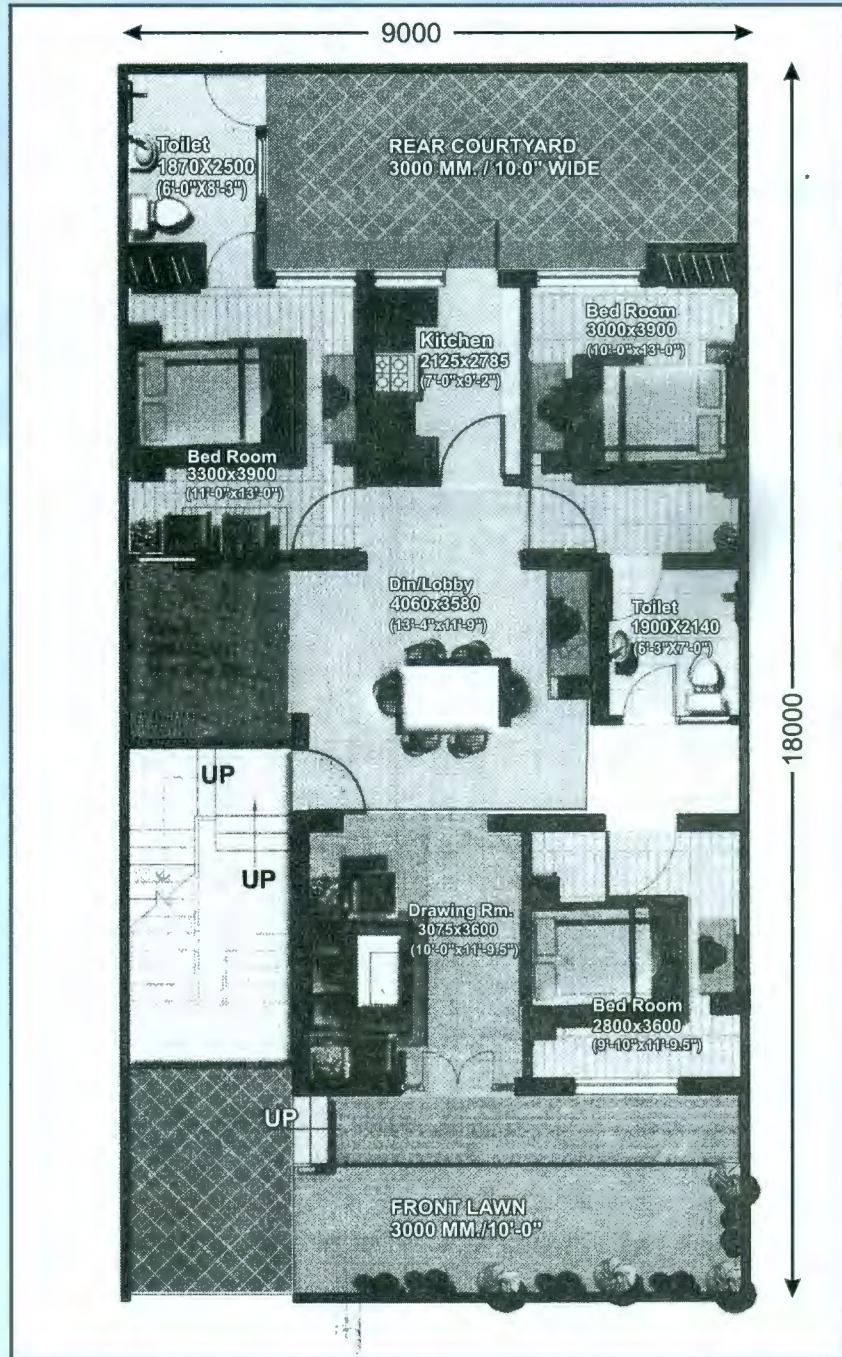 9000
Toilet
1870X2500
(6'-0"X8'-3")
REAR COURTYARD
3000 MM. / 10.0" WIDE
Kitchen
2125x2785
(7'-0"x9'-2")
Bed Room
3000x3900
(10'-0"x13'-0")
Bed Room
3300x3900
(11'-0"x13'-0")
Din/Lobby
4060x3580
(13'-4"x11'-9")
Toilet
1900X2140
(6'-3"X7'-0")
18000
UP
UP
Drawing Rm.
3075x3600
(10'-0"x11'-9.5")
Bed Room
2800x3600
(9'-10"x11'-9.5")
UP
FRONT LAWN
3000 MM./10'-0"